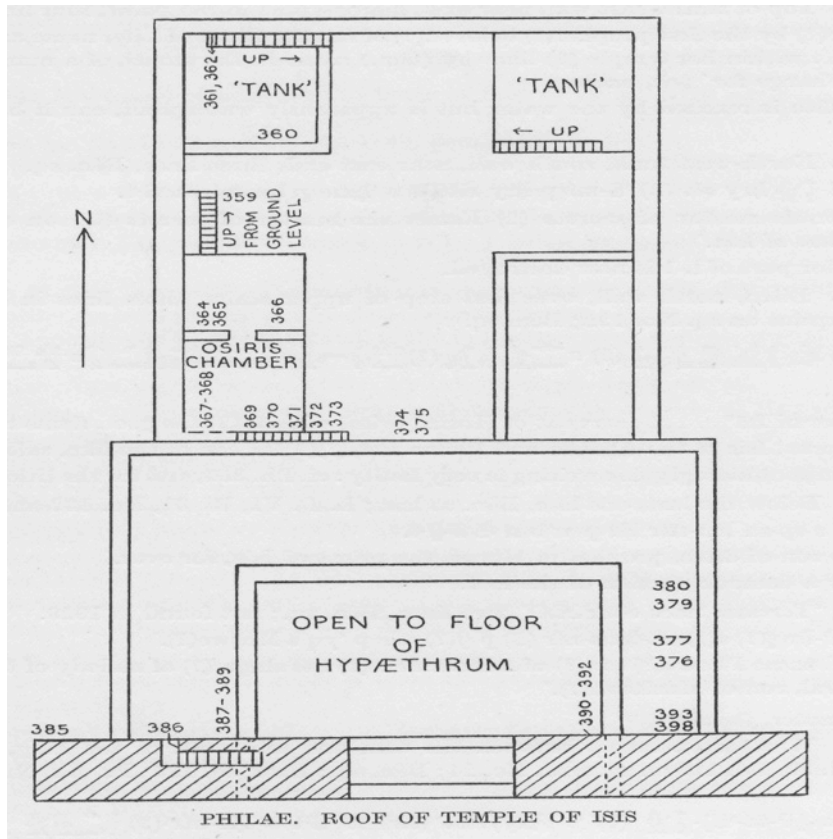 361, 362
UP →
'TANK'
360
'TANK'
← UP
N
359
UP →
FROM
GROUND
LEVEL
364
365
366
OSIRIS
CHAMBER
367-368
369
370
372
373
374
375
380
379
377
376
393
398
OPEN TO FLOOR
OF
HYPÆTHRUM
387-389
390-392
385
386
PHILAE. ROOF OF TEMPLE OF ISIS